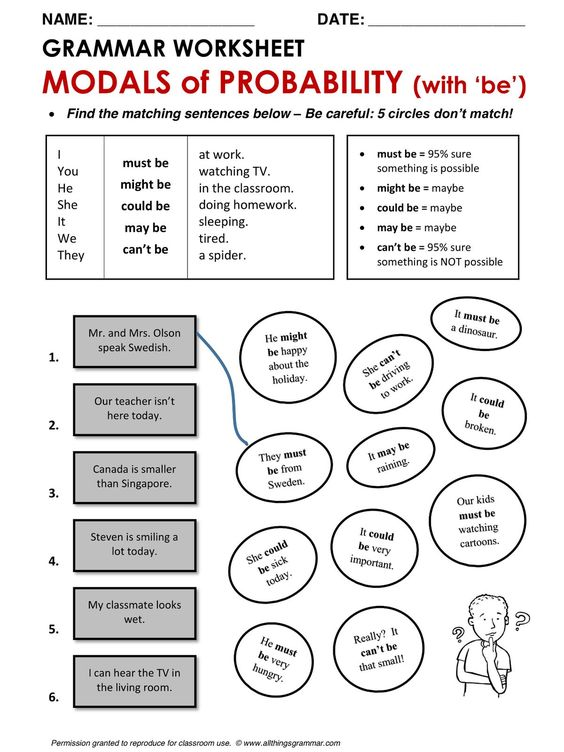 NAME: ____________________ DATE: ____________________
GRAMMAR WORKSHEET
MODALS of PROBABILITY (with ‘be’)
• Find the matching sentences below – Be careful: 5 circles don’t match!
I
You
He
She
It
We
They
must be
might be
could be
may be
can’t be
at work.
watching TV.
in the classroom.
doing homework.
sleeping.
tired.
a spider.
• must be = 95% sure
something is possible
• might be = maybe
• could be = maybe
• may be = maybe
• can’t be = 95% sure
something is NOT possible
1.
Mr. and Mrs. Olson
speak Swedish.
2.
Our teacher isn’t
here today.
3.
Canada is smaller
than Singapore.
4.
Steven is smiling a
lot today.
5.
My classmate looks
wet.
6.
I can hear the TV in
the living room.
He might
be happy
about the
holiday.
She can’t
be driving
to work.
It must be
a dinosaur.
It could
be
broken.
They must
be from
Sweden.
It may be
raining.
Our kids
must be
watching
cartoons.
She could
be sick
today.
It could
be very
important.
He must
be very
hungry.
Really? It
can’t be
that small!
? ?
Permission granted to reproduce for classroom use. © www.allthingsgrammar.com